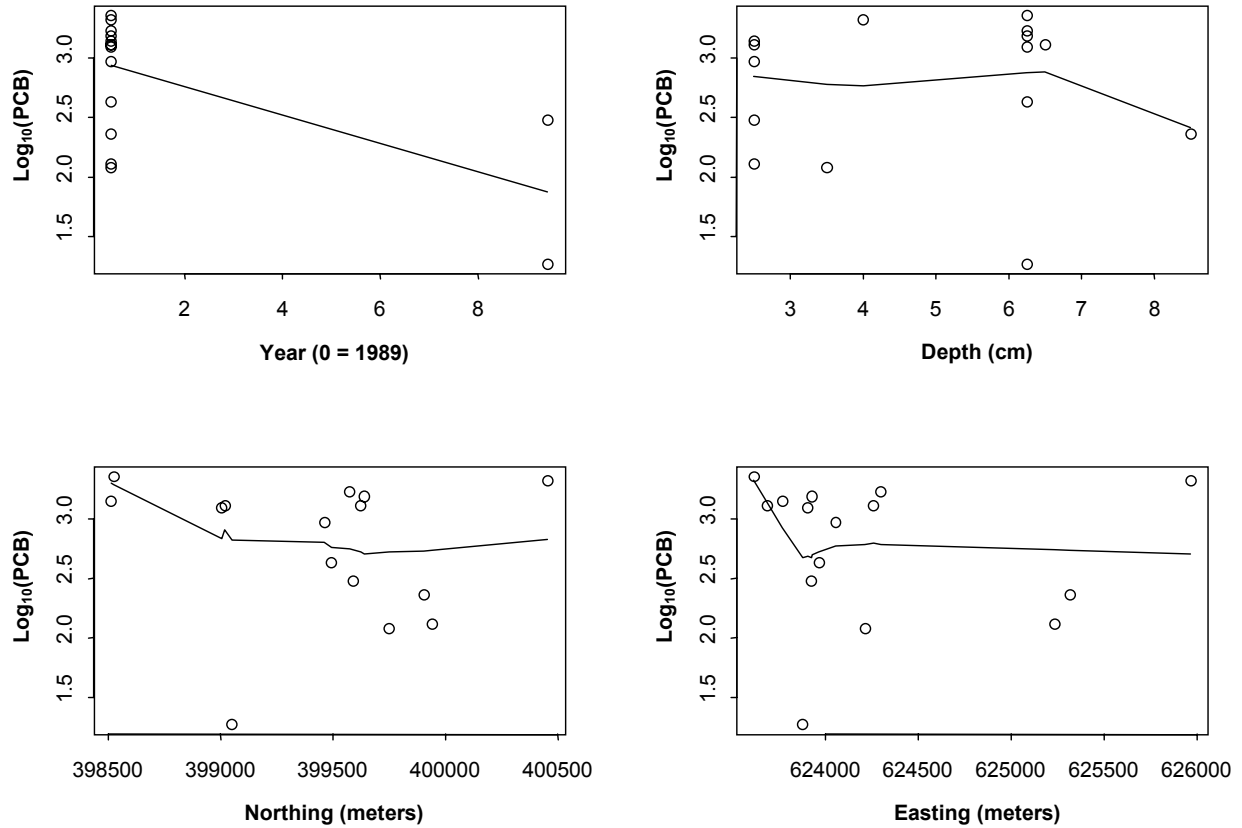 Log₁₀(PCB)
3.0
2.5
2.0
1.5
2 4 6 8
Year (0 = 1989)
Log₁₀(PCB)
3.0
2.5
2.0
1.5
3 4 5 6 7 8
Depth (cm)
Log₁₀(PCB)
3.0
2.5
2.0
1.5
398500 399000 399500 400000 400500
Northing (meters)
Log₁₀(PCB)
3.0
2.5
2.0
1.5
624000 624500 625000 625500 626000
Easting (meters)